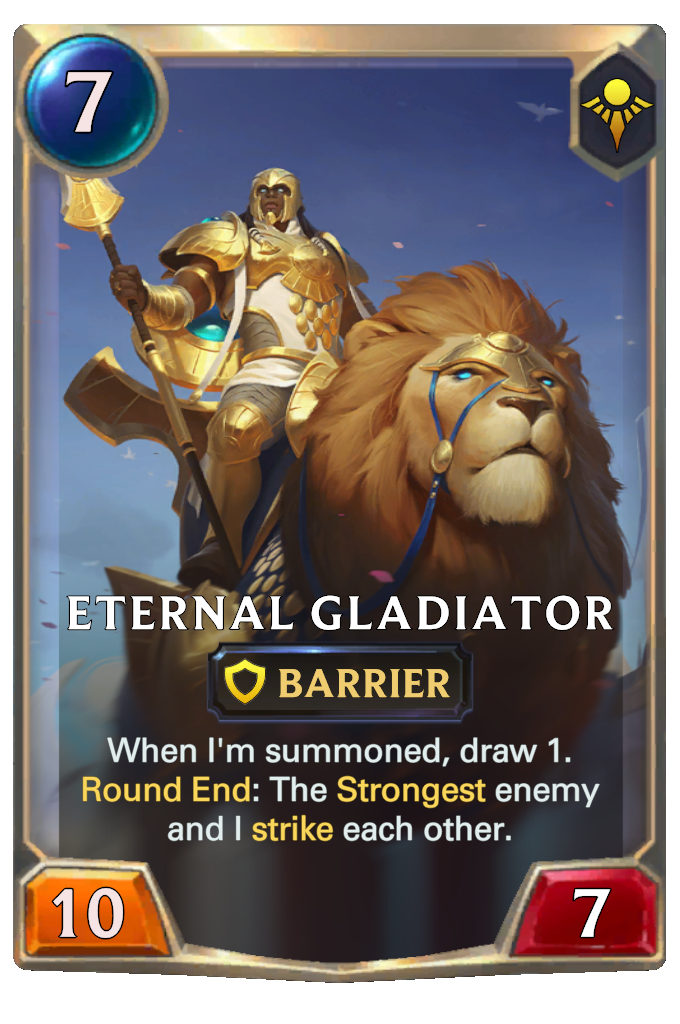 7
ETERNAL GLADIATOR
BARRIER
When I'm summoned, draw 1.
Round End: The Strongest enemy
and I strike each other.
10
7